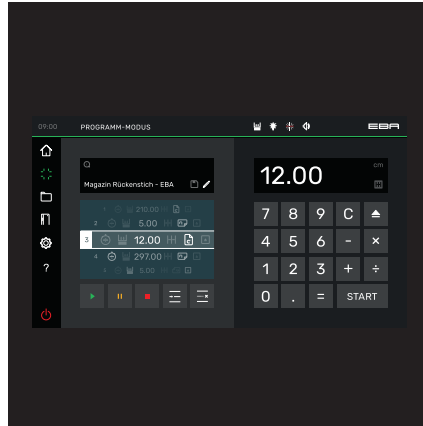 09:00 PROGRAMM-MODUS EBA
Magazin Rückenstich - EBA
1 210.00
2 5.00
3 12.00
4 297.00
5.00
12.00 cm
7 8 9 C
4 5 6 - ×
1 2 3 + ÷
0 . = START
?